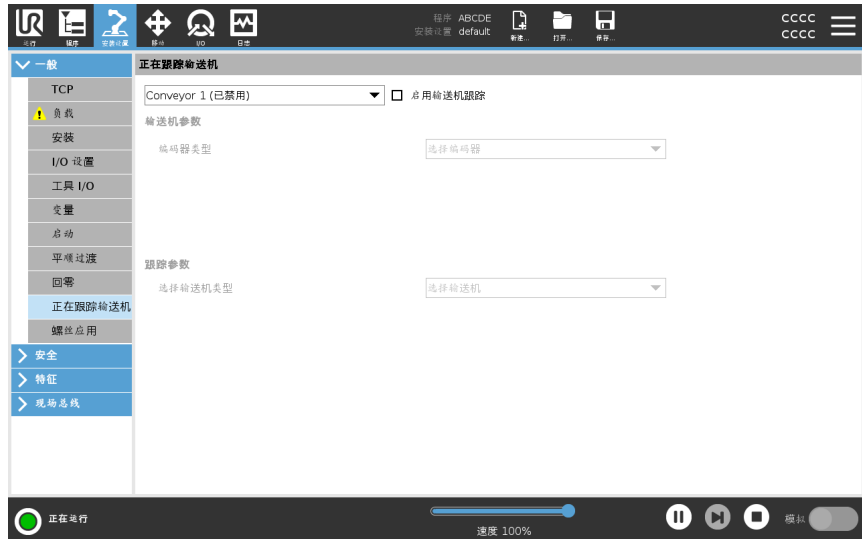 程序 ABCDE
安装设置 default
cccc
cccc
运行 程序 安装设置 移动 I/O 日志 新建... 打开... 保存...
一般
正在跟踪输送机
TCP
Conveyor 1 (已禁用)
启用输送机跟踪
负载
输送机参数
安装
编码器类型
选择编码器
I/O 设置
工具 I/O
变量
启动
平顺过渡
跟踪参数
回零
选择输送机类型
选择输送机
正在跟踪输送机
螺丝应用
安全
特征
现场总线
正在运行
速度 100%
模拟